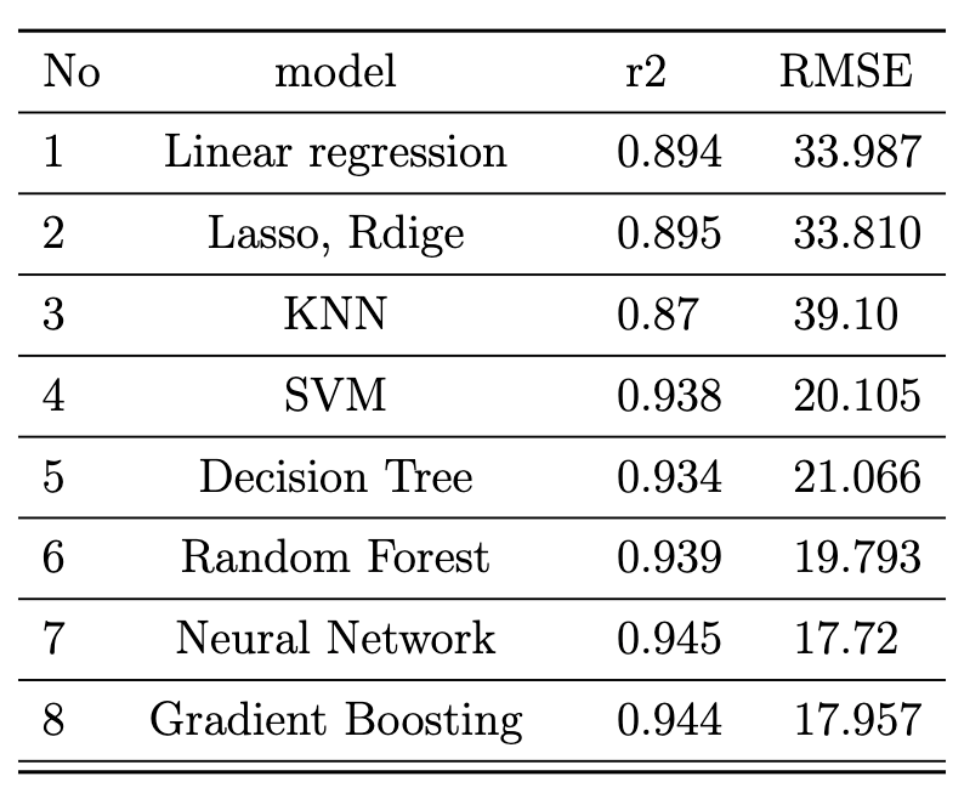 No model r2 RMSE
1 Linear regression 0.894 33.987
2 Lasso, Rdige 0.895 33.810
3 KNN 0.87 39.10
4 SVM 0.938 20.105
5 Decision Tree 0.934 21.066
6 Random Forest 0.939 19.793
7 Neural Network 0.945 17.72
8 Gradient Boosting 0.944 17.957